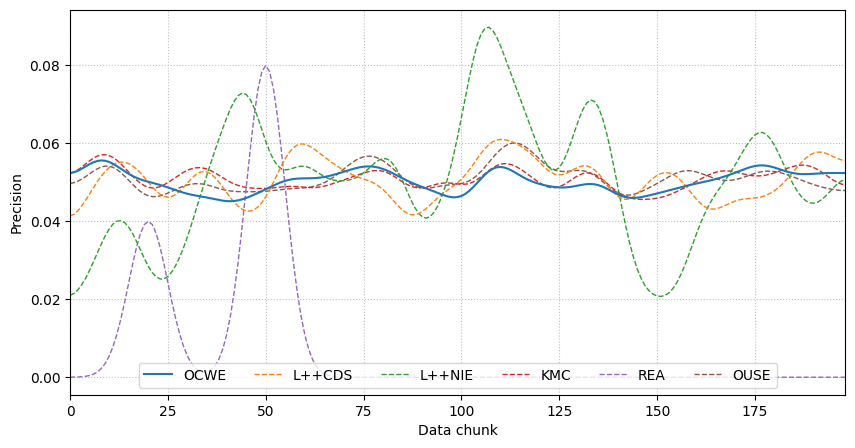 Precision
0.08
0.06
0.04
0.02
0.00
OCWE L++CDS L++NIE KMC REA OUSE
0 25 50 75 100 125 150 175
Data chunk